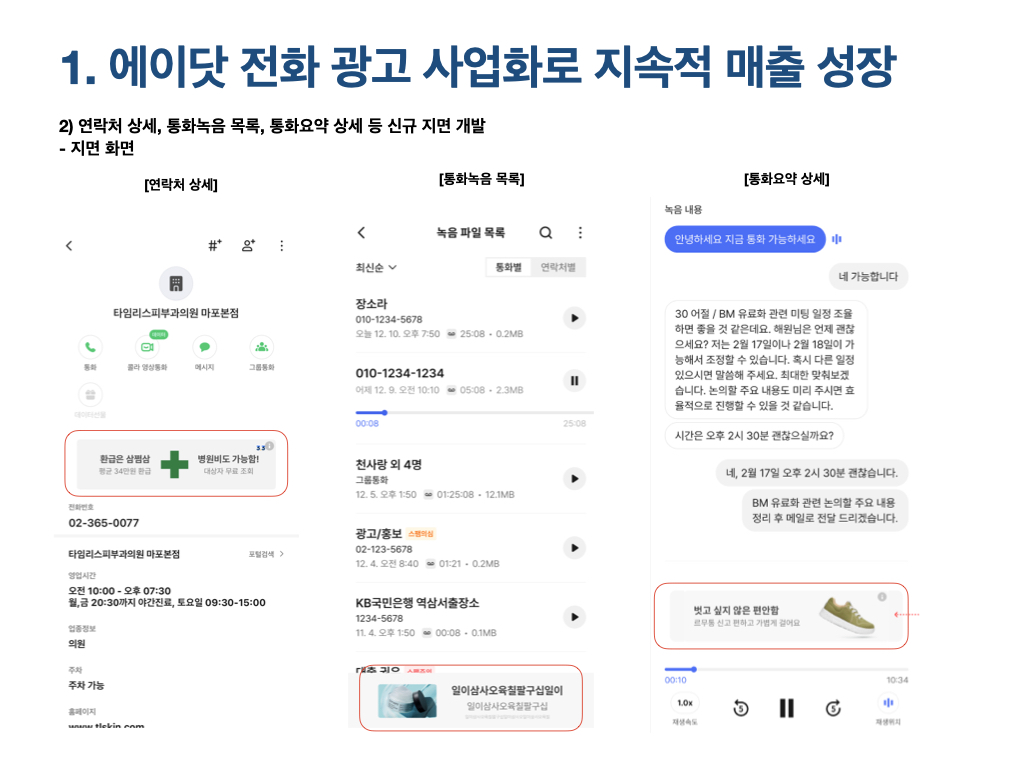 1. 에이닷 전화 광고 사업화로 지속적 매출 성장
2) 연락처 상세, 통화녹음 목록, 통화요약 상세 등 신규 지면 개발
- 지면 화면
[연락처 상세]
타임리스피부과의원 마포본점
통화
콜라 영상통화
메시지
그룹통화
데이터선물
환급은 삼쩜삼
평균 34만원 환급
병원비도 가능함!
대상자 무료 조회
3.3
전화번호
02-365-0077
타임리스피부과의원 마포본점
포털검색
영업시간
오전 10:00 - 오후 07:30
월,금 20:30까지 야간진료, 토요일 09:30-15:00
업종정보
의원
주차
주차 가능
홈페이지
www.tlskin.com
[통화녹음 목록]
녹음 파일 목록
최신순
통화별 연락처별
장소라
010-1234-5678
오늘 12. 10. 오후 7:50 25:08 • 0.2MB
010-1234-1234
어제 12. 9. 오전 10:10 05:08 • 2.3MB
00:08 25:08
천사랑 외 4명
그룹통화
12. 5. 오후 1:50 01:25:08 • 12.1MB
광고/홍보 스팸의심
02-123-5678
12. 4. 오전 8:40 01:21 • 0.2MB
KB국민은행 역삼서출장소
1234-5678
11. 4. 오후 1:50 00:08 • 0.1MB
대출 권유
일이삼사오육칠팔구십일이
일이삼사오육칠팔구십
[통화요약 상세]
녹음 내용
안녕하세요 지금 통화 가능하세요
네 가능합니다
30 어절 / BM 유료화 관련 미팅 일정 조율
하면 좋을 것 같은데요. 해원님은 언제 괜찮
으세요? 저는 2월 17일이나 2월 18일이 가
능해서 조정할 수 있습니다. 혹시 다른 일정
있으시면 말씀해 주세요. 최대한 맞춰보겠
습니다. 논의할 주요 내용도 미리 주시면 효
율적으로 진행할 수 있을 것 같습니다.
시간은 오후 2시 30분 괜찮으실까요?
네, 2월 17일 오후 2시 30분 괜찮습니다.
BM 유료화 관련 논의할 주요 내용
정리 후 메일로 전달 드리겠습니다.
벗고 싶지 않은 편안함
르무통 신고 편하고 가볍게 걸어요
00:10 10:34
1.0x
5
5
재생속도
재생위치